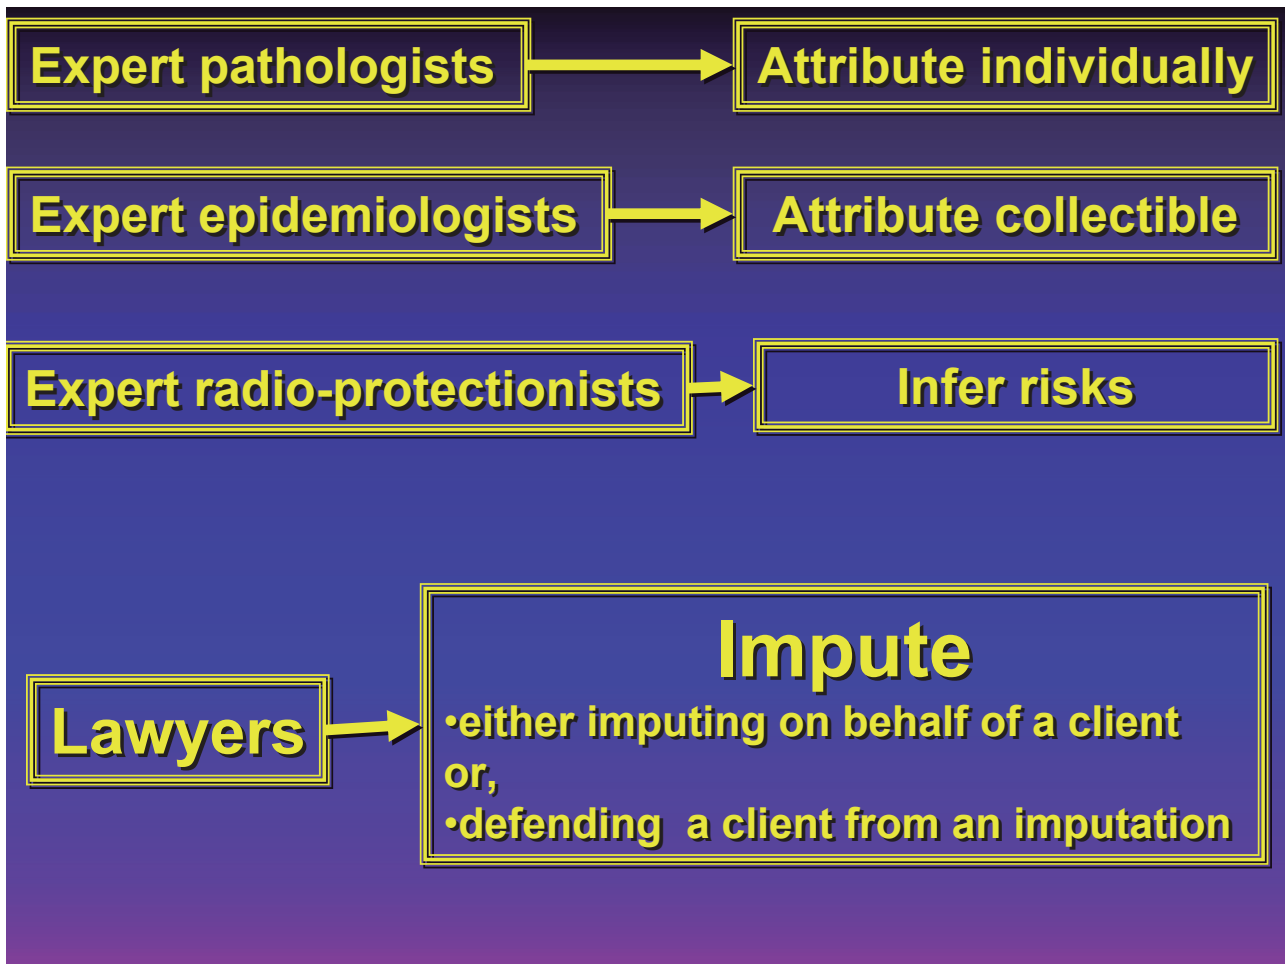 Expert pathologists
Attribute individually
Expert epidemiologists
Attribute collectible
Expert radio-protectionists
Infer risks
Lawyers
Impute
•either imputing on behalf of a client
or,
•defending a client from an imputation